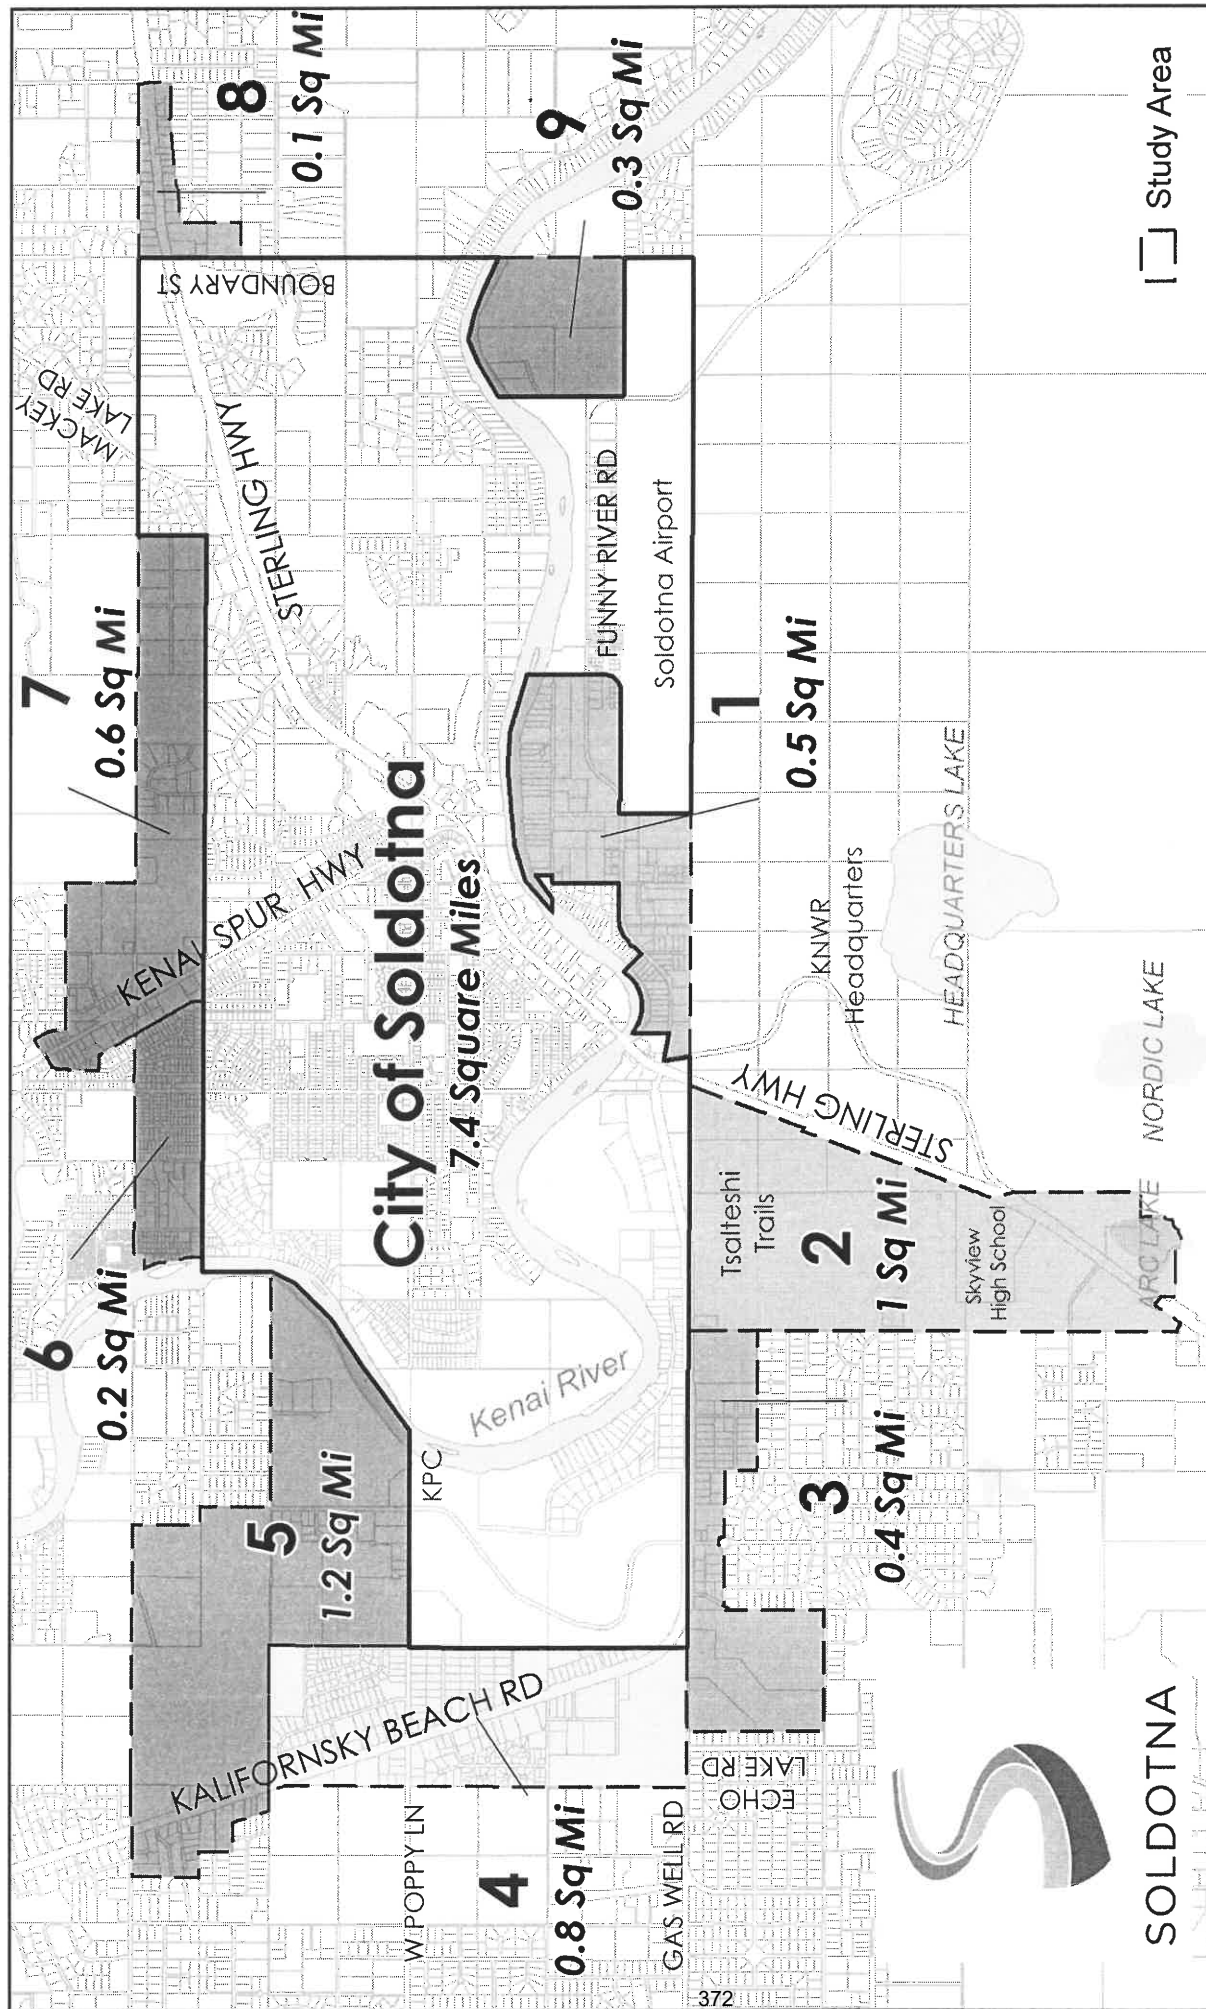 7
0.6 Sq Mi
6
0.2 Sq Mi
8
0.1 Sq Mi
9
0.3 Sq Mi
MACKEY
LAKE RD
BOUNDARY ST
STERLING HWY
KENAI SPUR HWY
City of Soldotna
7.4 Square Miles
5
1.2 Sq Mi
KALIFORNSKY BEACH RD
W POPPY LN
4
0.8 Sq Mi
GAS WELL RD
KPC
Kenai River
FUNNY RIVER RD
Soldotna Airport
1
0.5 Sq Mi
ECHO
LAKE RD
3
0.4 Sq Mi
Tsalteshi
Trails
2
1 Sq Mi
Skyview
High School
STERLING HWY
KNWR
Headquarters
HEADQUARTERS LAKE
ARC LAKE
NORDIC LAKE
SOLDOTNA
Study Area
372